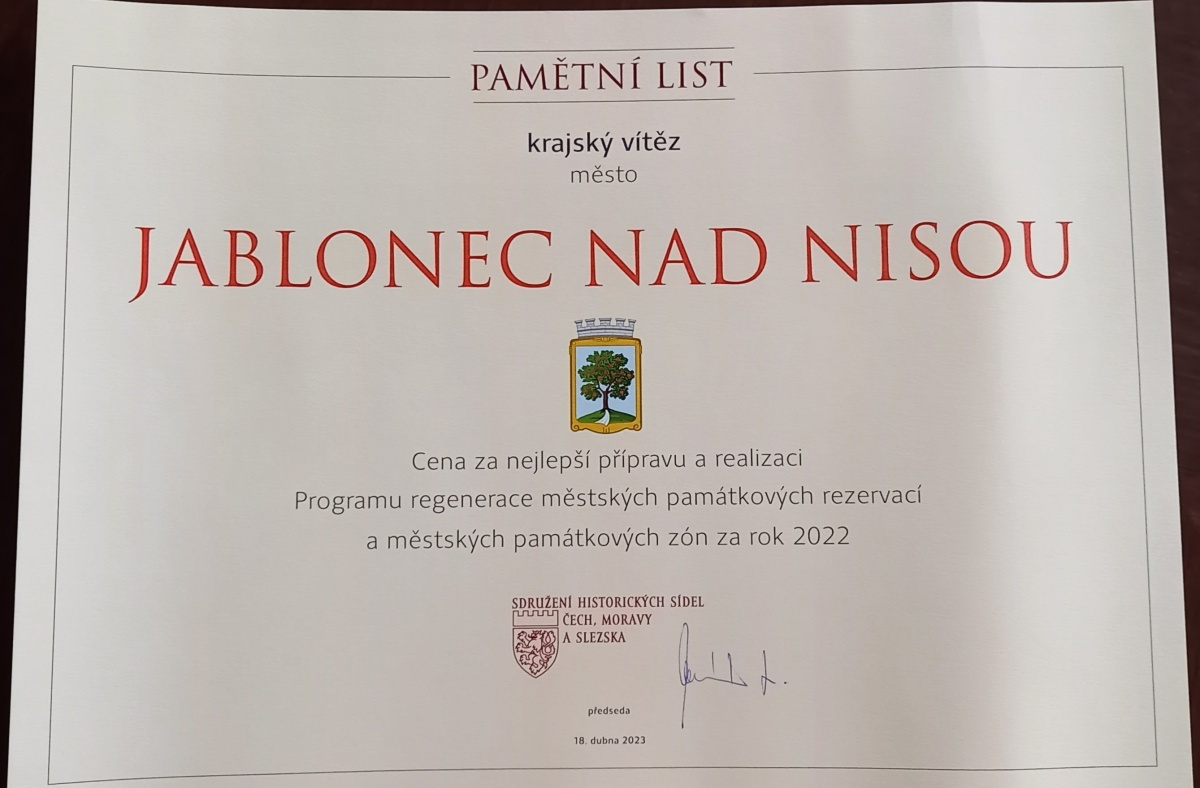 PAMĚTNÍ LIST
krajský vítěz
město
JABLONEC NAD NISOU
Cena za nejlepší přípravu a realizaci
Programu regenerace městských památkových rezervací
a městských památkových zón za rok 2022
SDRUŽENÍ HISTORICKÝCH SÍDEL
ČECH, MORAVY
A SLEZSKA
předseda
18. dubna 2023